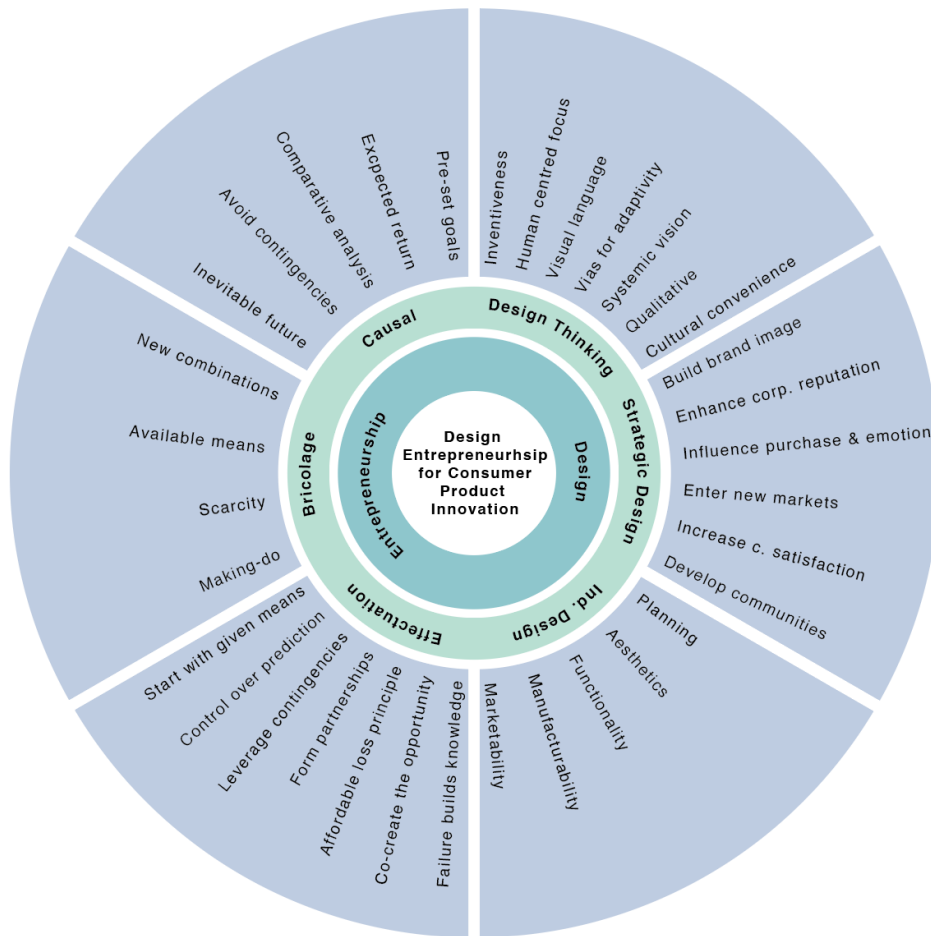 Design
Entrepreneurhsip
for Consumer
Product
Innovation
Design
Entrepreneurship
Design Thinking
Strategic Design
Ind. Design
Effectuation
Bricolage
Causal
Inventiveness
Human centred focus
Visual language
Vias for adaptivity
Systemic vision
Qualitative
Cultural convenience
Build brand image
Enhance corp. reputation
Influence purchase & emotion
Enter new markets
Increase c. satisfaction
Develop communities
Planning
Aesthetics
Functionality
Manufacturability
Marketability
Failure builds knowledge
Co-create the opportunity
Affordable loss principle
Form partnerships
Leverage contingencies
Control over prediction
Start with given means
Making-do
Scarcity
Available means
New combinations
Inevitable future
Avoid contingencies
Comparative analysis
Excpected return
Pre-set goals